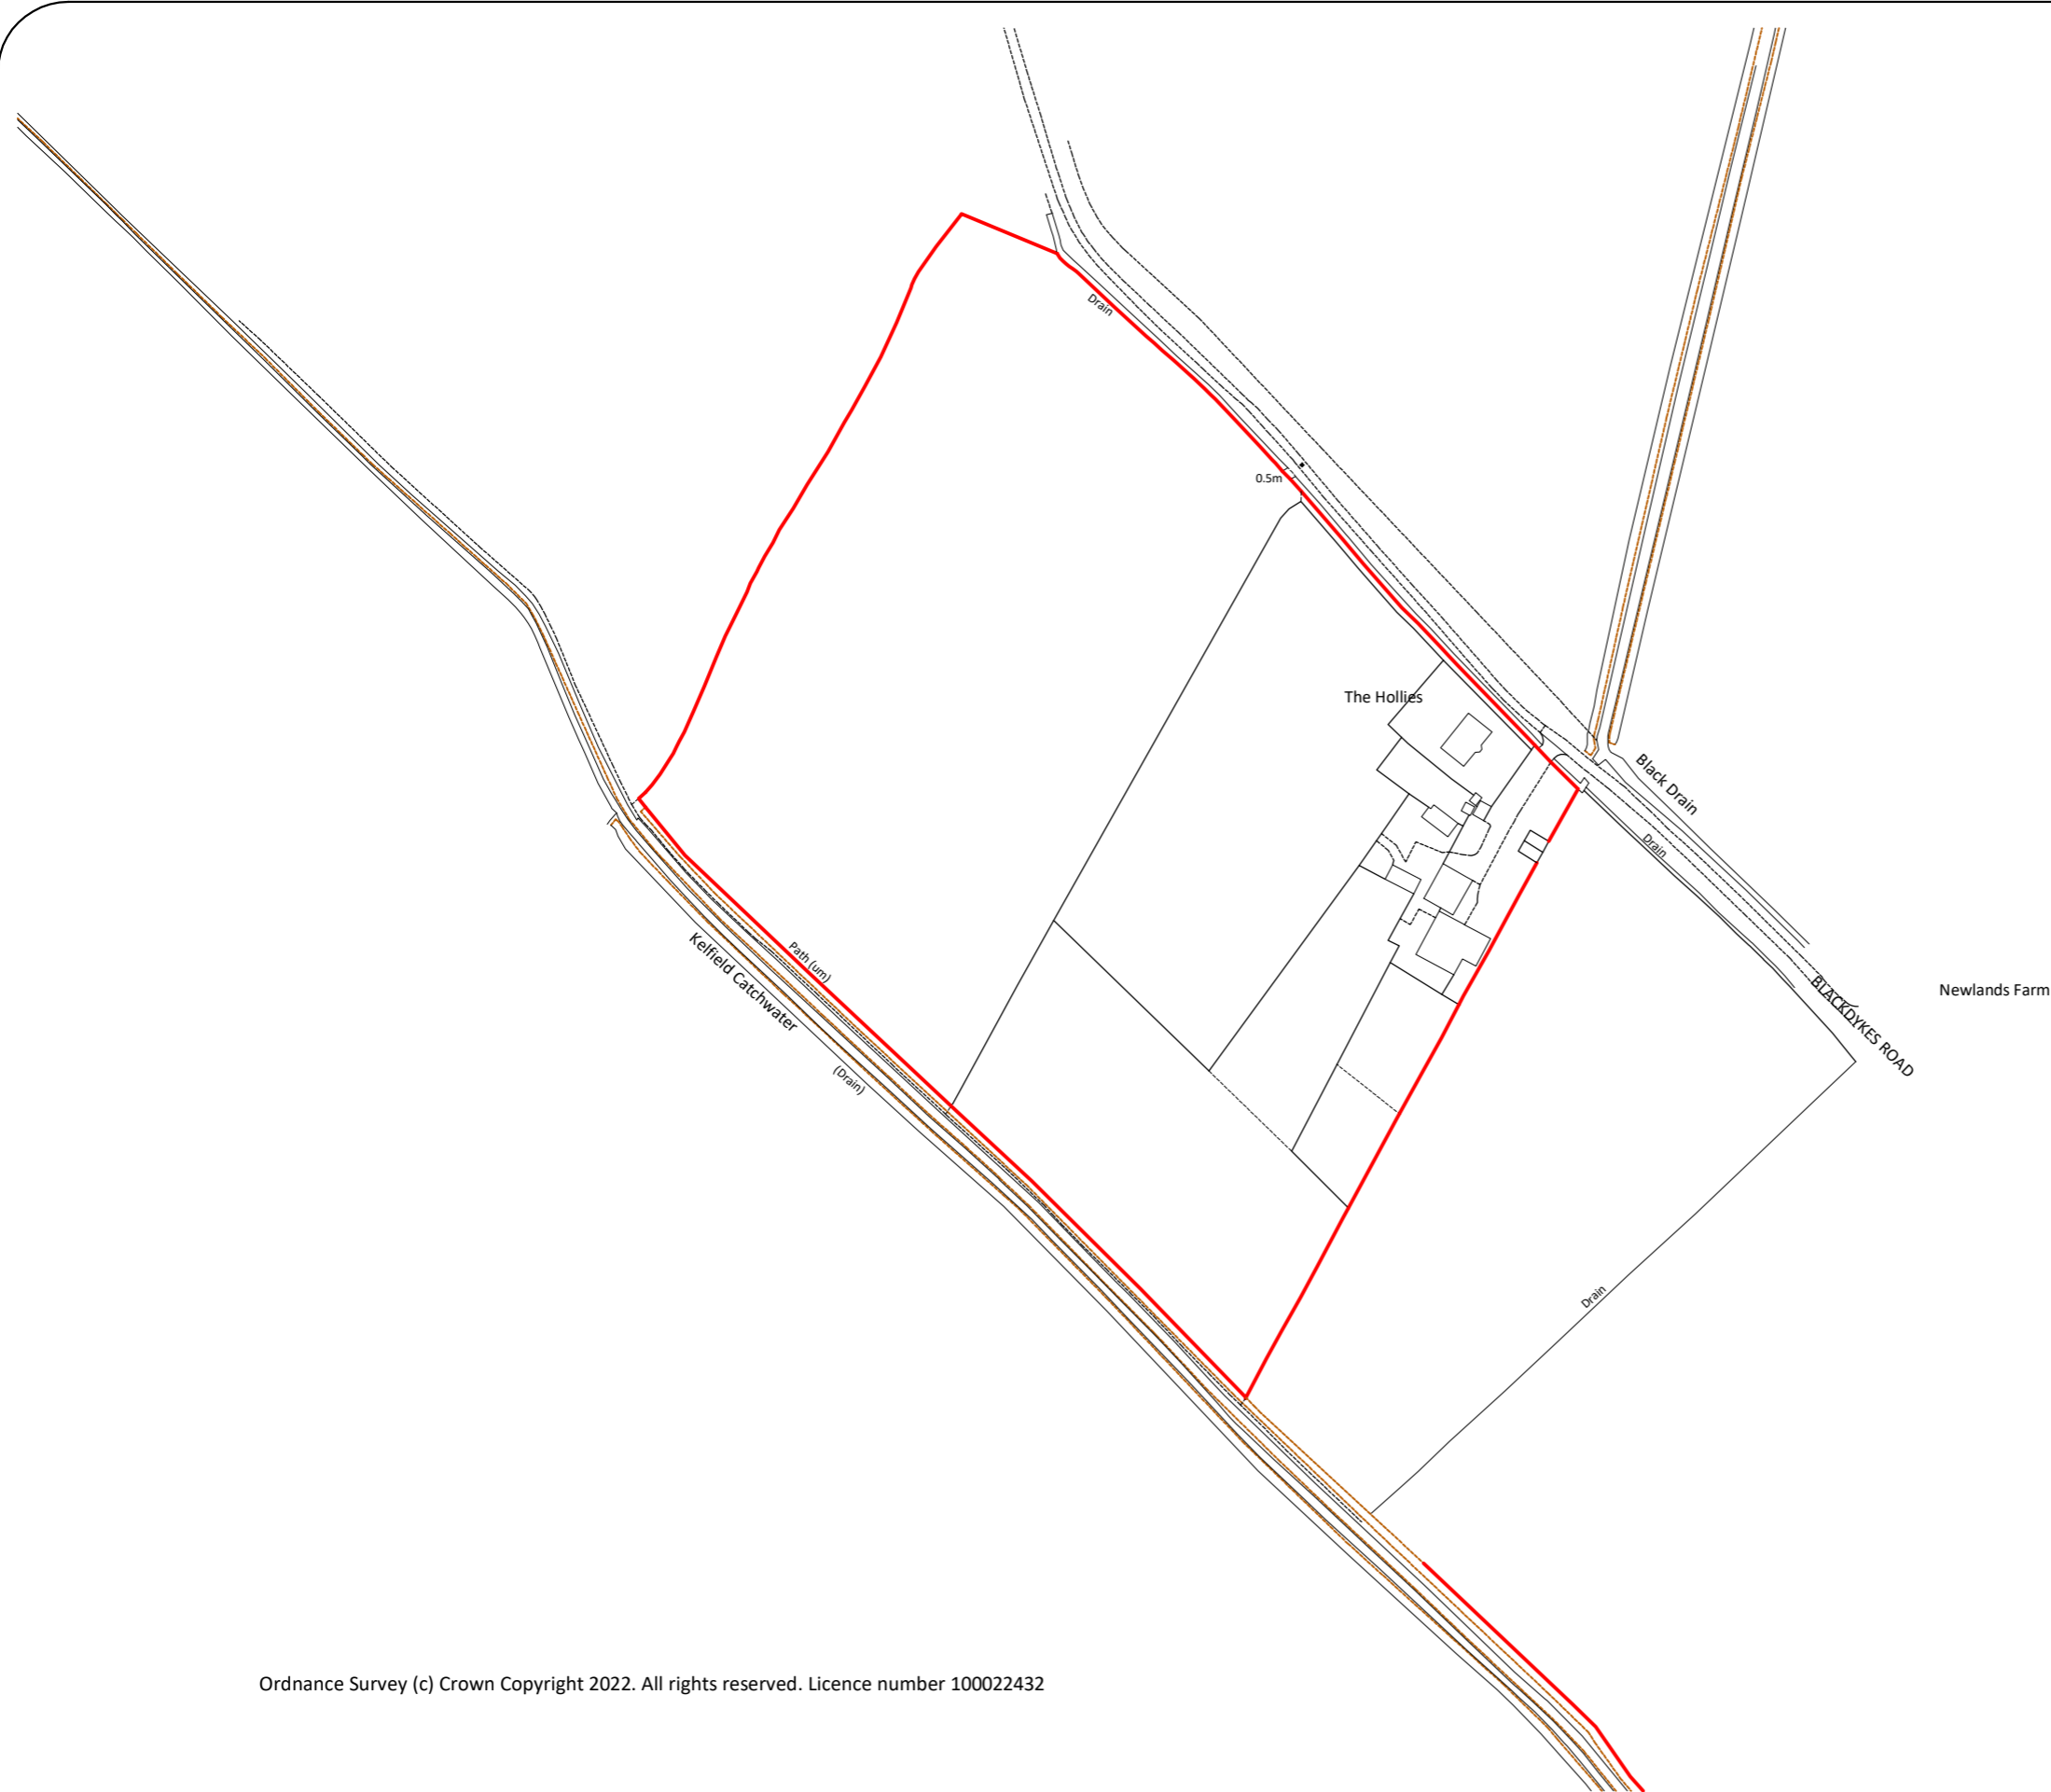 Drain
0.5m
The Hollies
Black Drain
Drain
Path (um)
Kelfield Catchwater
(Drain)
BLACKDYKES ROAD
Newlands Farm
Drain
Ordnance Survey (c) Crown Copyright 2022. All rights reserved. Licence number 100022432